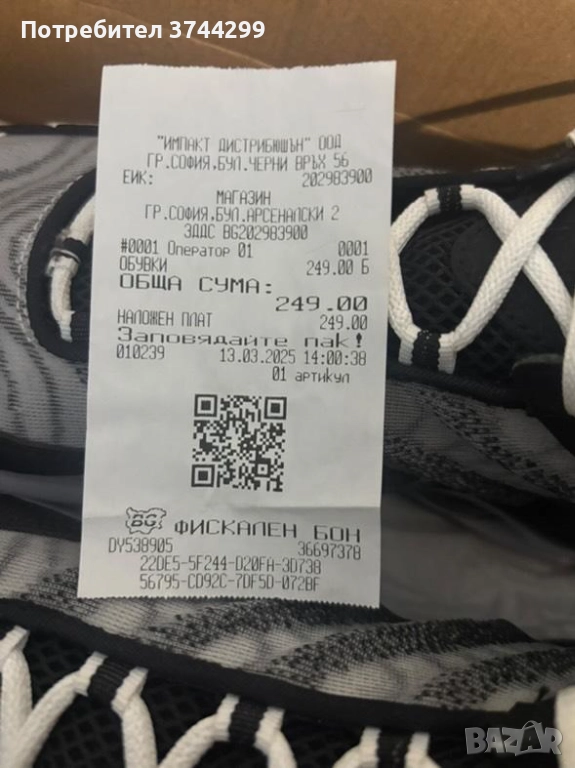 Потребител 3744299
"ИМПАКТ ДИСТРИБЮШЪН" ООД
ГР.СОФИЯ.БУЛ.ЧЕРНИ ВРЪХ 56
ЕИК: 202983900
МАГАЗИН
ГР.СОФИЯ.БУЛ.АРСЕНАЛСКИ 2
ЗДДС BG202983900
#0001 Оператор 01 0001
ОБУВКИ 249.00 Б
ОБЩА СУМА:
249.00
НАЛОЖЕН ПЛАТ 249.00
Заповядайте пак!
010239 13.03.2025 14:00:38
01 артикул
BG ФИСКАЛЕН БОН
DY538905 36697378
22DE5-5F244-D20FA-3D738
56795-CD92C-7DF5D-072BF
BAZAR